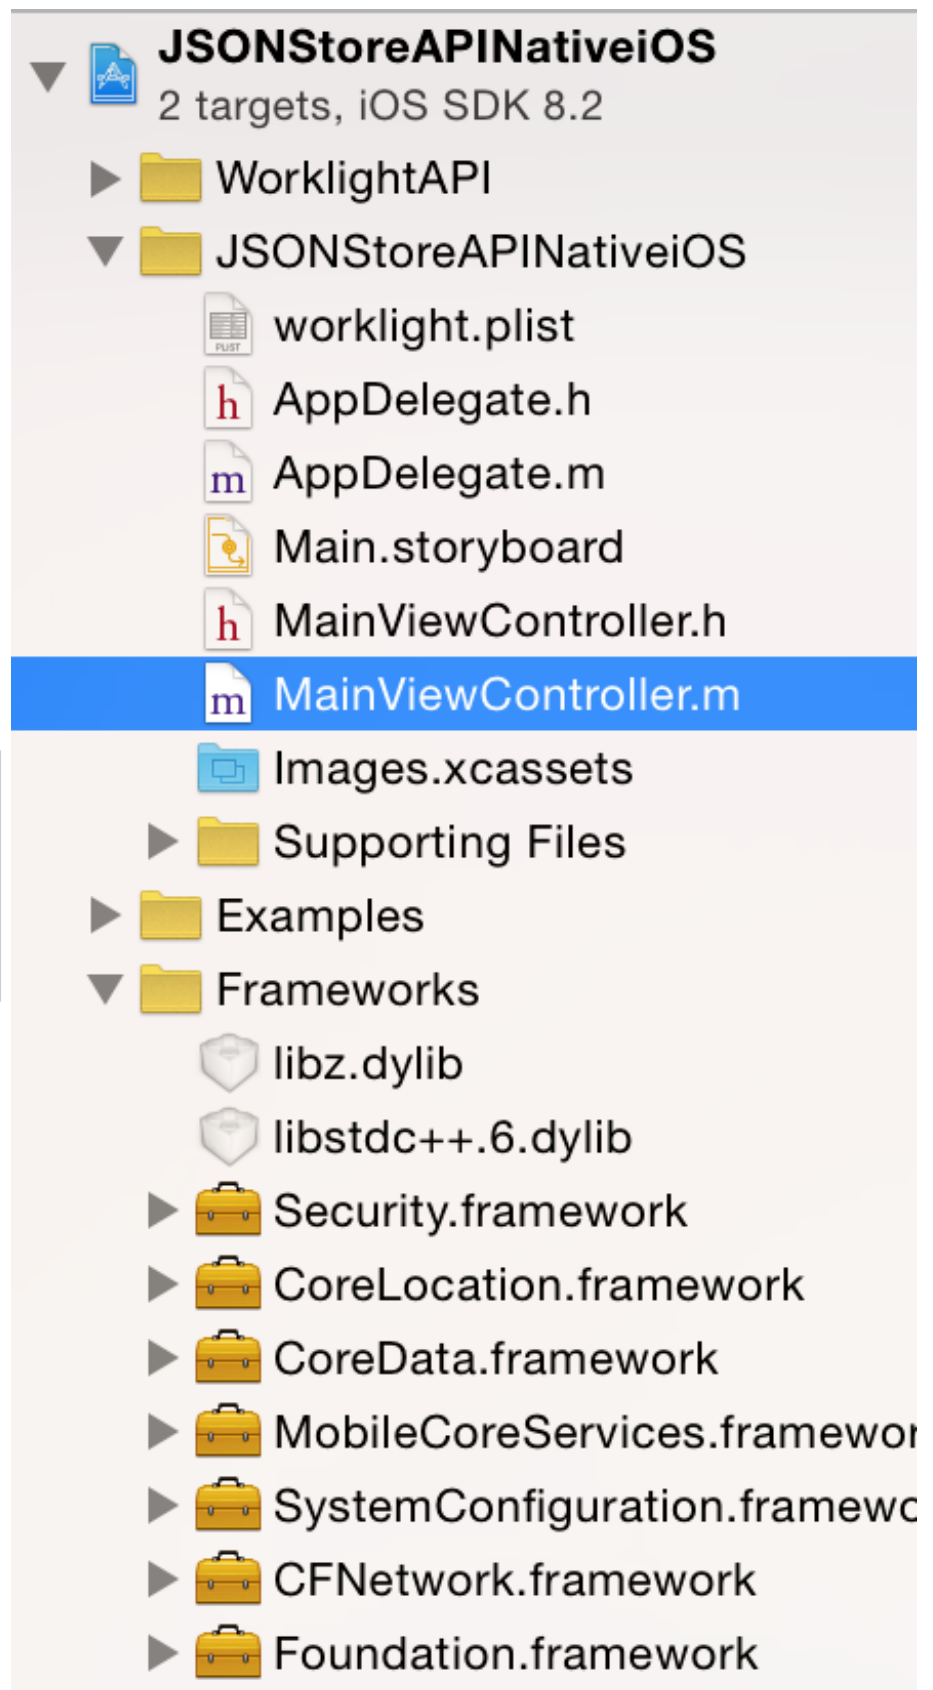 JSONStoreAPINativeiOS
2 targets, iOS SDK 8.2
WorklightAPI
JSONStoreAPINativeiOS
PLIST
worklight.plist
h AppDelegate.h
m AppDelegate.m
Main.storyboard
h MainViewController.h
m MainViewController.m
Images.xcassets
Supporting Files
Examples
Frameworks
libz.dylib
libstdc++.6.dylib
Security.framework
CoreLocation.framework
CoreData.framework
MobileCoreServices.framewor
SystemConfiguration.framewo
CFNetwork.framework
Foundation.framework